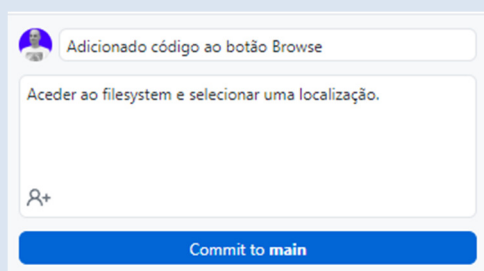 Adicionado código ao botão Browse
Aceder ao filesystem e selecionar uma localização.
Commit to main